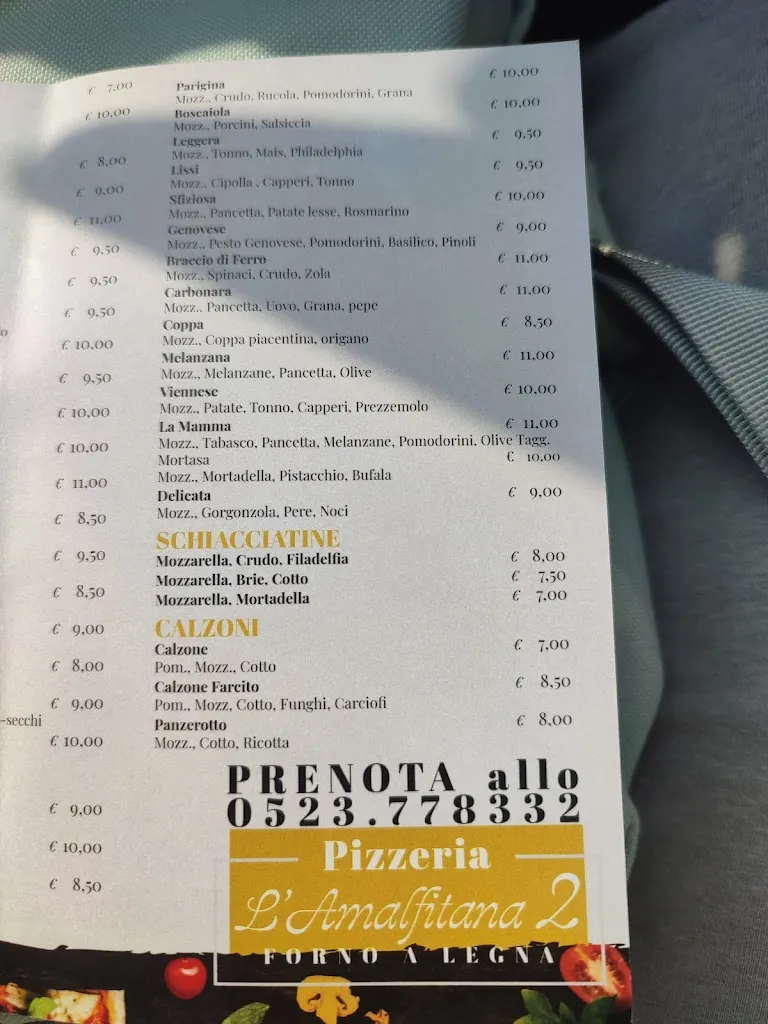 € 7,00
€ 10,00
€ 8,00
€ 9,00
€ 11,00
€ 9,50
€ 9,50
€ 9,50
o
€ 10,00
€ 9,50
€ 10,00
€ 10,00
€ 11,00
€ 8,50
€ 9,50
€ 8,50
€ 9,00
€ 8,00
€ 9,00
-secchi
€ 10,00
€ 9,00
€ 10,00
€ 8,50
Parigina € 10,00
Mozz., Crudo, Rucola, Pomodorini, Grana
Boscaiola € 10,00
Mozz., Porcini, Salsiccia
Leggera € 9,50
Mozz., Tonno, Mais, Philadelphia
Lissi € 9,50
Mozz., Cipolla , Capperi, Tonno
Sfiziosa € 10,00
Mozz., Pancetta, Patate lesse, Rosmarino
Genovese € 9,00
Mozz., Pesto Genovese, Pomodorini, Basilico, Pinoli
Braccio di Ferro € 11,00
Mozz., Spinaci, Crudo, Zola
Carbonara € 11,00
Mozz., Pancetta, Uovo, Grana, pepe
Coppa € 8,50
Mozz., Coppa piacentina, origano
Melanzana € 11,00
Mozz., Melanzane, Pancetta, Olive
Viennese € 10,00
Mozz., Patate, Tonno, Capperi, Prezzemolo
La Mamma € 11,00
Mozz., Tabasco, Pancetta, Melanzane, Pomodorini, Olive Tagg.
Mortasa € 10,00
Mozz., Mortadella, Pistacchio, Bufala
Delicata € 9,00
Mozz., Gorgonzola, Pere, Noci
SCHIACCIATINE
Mozzarella, Crudo, Filadelfia € 8,00
Mozzarella, Brie, Cotto € 7,50
Mozzarella, Mortadella € 7,00
CALZONI
Calzone € 7,00
Pom., Mozz., Cotto
Calzone Farcito € 8,50
Pom., Mozz, Cotto, Funghi, Carciofi
Panzerotto € 8,00
Mozz., Cotto, Ricotta
PRENOTA allo
0523.778332
Pizzeria
L'Amalfitana 2
FORNO A LEGNA